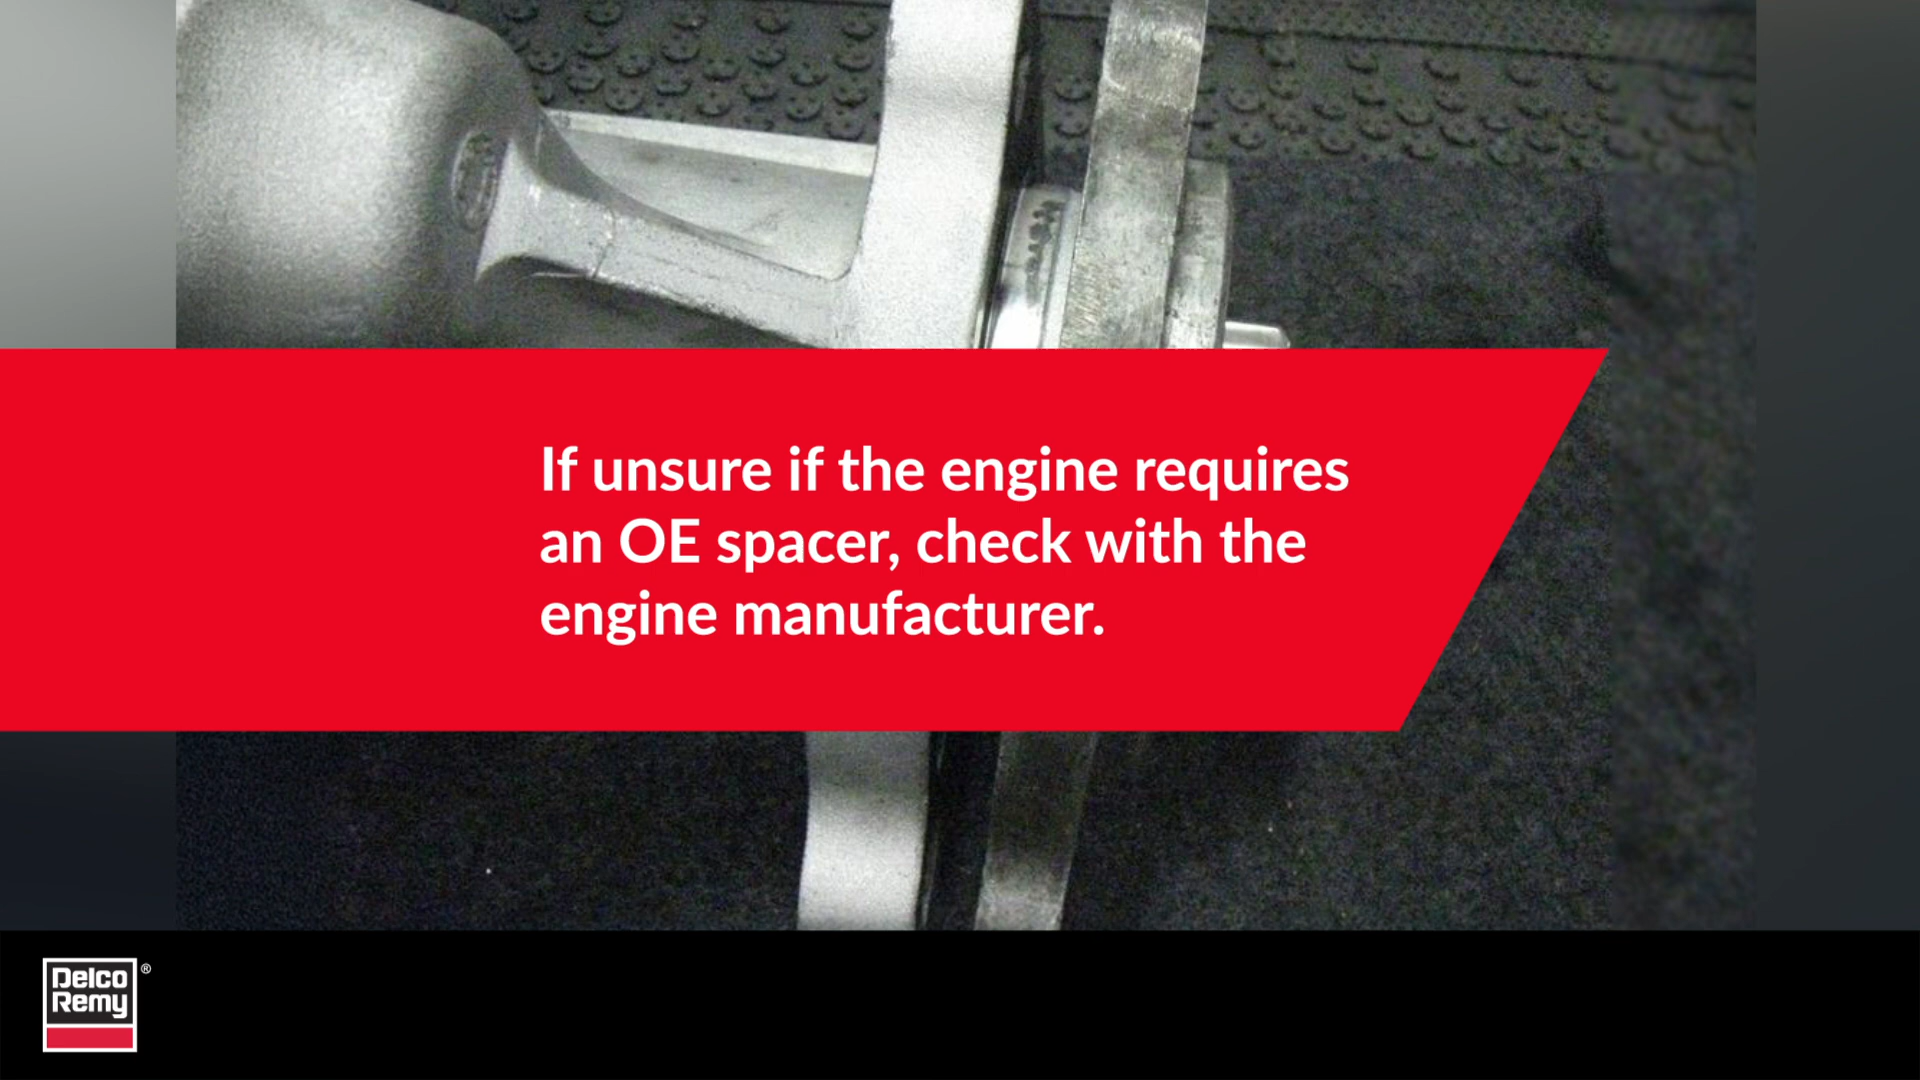 If unsure if the engine requires
an OE spacer, check with the
engine manufacturer.
Delco
Remy
®